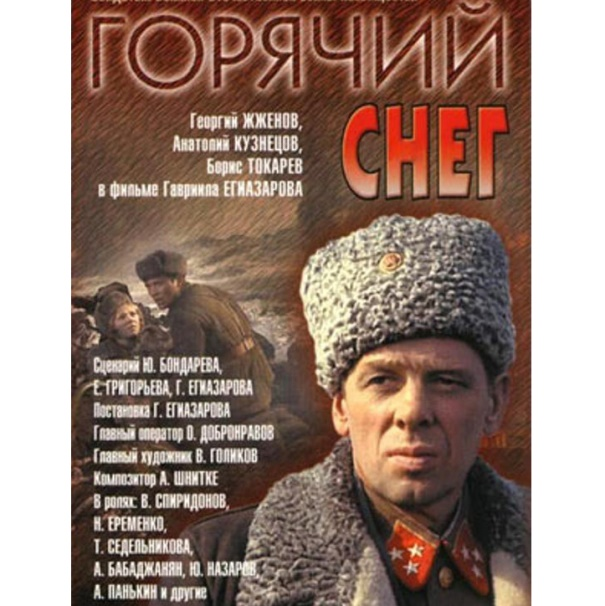 ГОРЯЧИЙ
СНЕГ
Георгий ЖЖЕНОВ,
Анатолий КУЗНЕЦОВ,
Борис ТОКАРЕВ
в фильме Гавриила ЕГИАЗАРОВА
Сценарий Ю. БОНДАРЕВА,
Е. ГРИГОРЬЕВА, Г. ЕГИАЗАРОВА
Постановка Г. ЕГИАЗАРОВА
Главный оператор О. ДОБРОНРАВОВ
Главный художник В. ГОЛИКОВ
Композитор А. ШНИТКЕ
В ролях: В. СПИРИДОНОВ,
Н. ЕРЕМЕНКО,
Т. СЕДЕЛЬНИКОВА,
А. БАБАДЖАНЯН, Ю. НАЗАРОВ,
А. ПАНЬКИН и другие